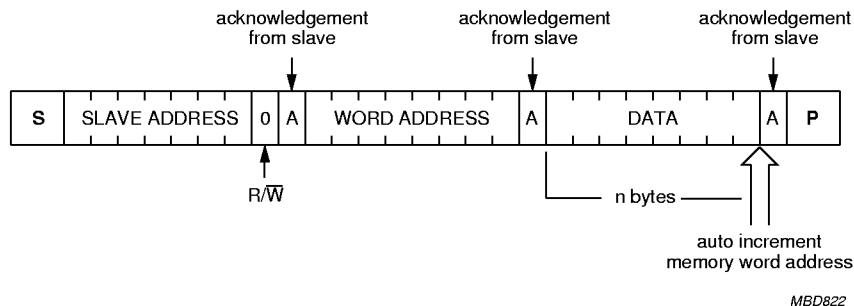 acknowledgement from slave
acknowledgement from slave
acknowledgement from slave
S SLAVE ADDRESS 0 A WORD ADDRESS A DATA A P
R/W̅
n bytes
auto increment
memory word address
MBD822